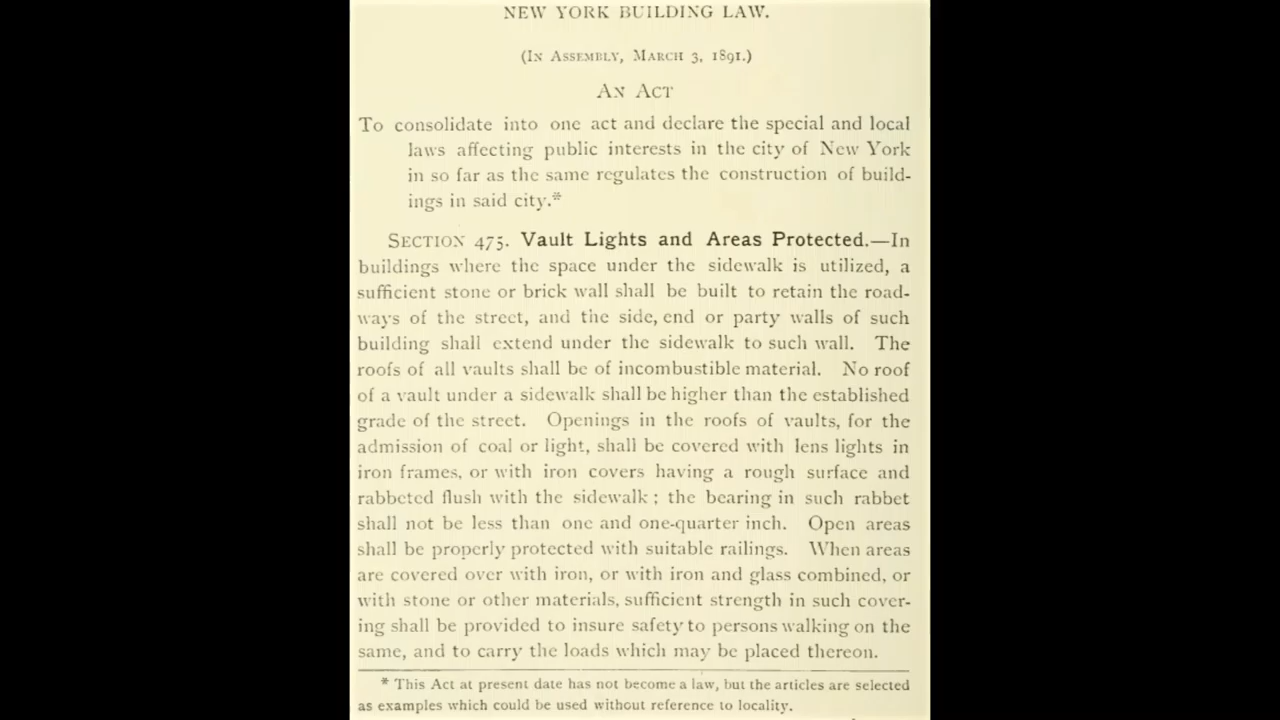 NEW YORK BUILDING LAW.
(In Assembly, March 3, 1891.)
An Act
To consolidate into one act and declare the special and local
laws affecting public interests in the city of New York
in so far as the same regulates the construction of build-
ings in said city.*
Section 475. Vault Lights and Areas Protected.—In
buildings where the space under the sidewalk is utilized, a
sufficient stone or brick wall shall be built to retain the road-
ways of the street, and the side, end or party walls of such
building shall extend under the sidewalk to such wall. The
roofs of all vaults shall be of incombustible material. No roof
of a vault under a sidewalk shall be higher than the established
grade of the street. Openings in the roofs of vaults, for the
admission of coal or light, shall be covered with lens lights in
iron frames, or with iron covers having a rough surface and
rabbeted flush with the sidewalk; the bearing in such rabbet
shall not be less than one and one-quarter inch. Open areas
shall be properly protected with suitable railings. When areas
are covered over with iron, or with iron and glass combined, or
with stone or other materials, sufficient strength in such cover-
ing shall be provided to insure safety to persons walking on the
same, and to carry the loads which may be placed thereon.
* This Act at present date has not become a law, but the articles are selected
as examples which could be used without reference to locality.